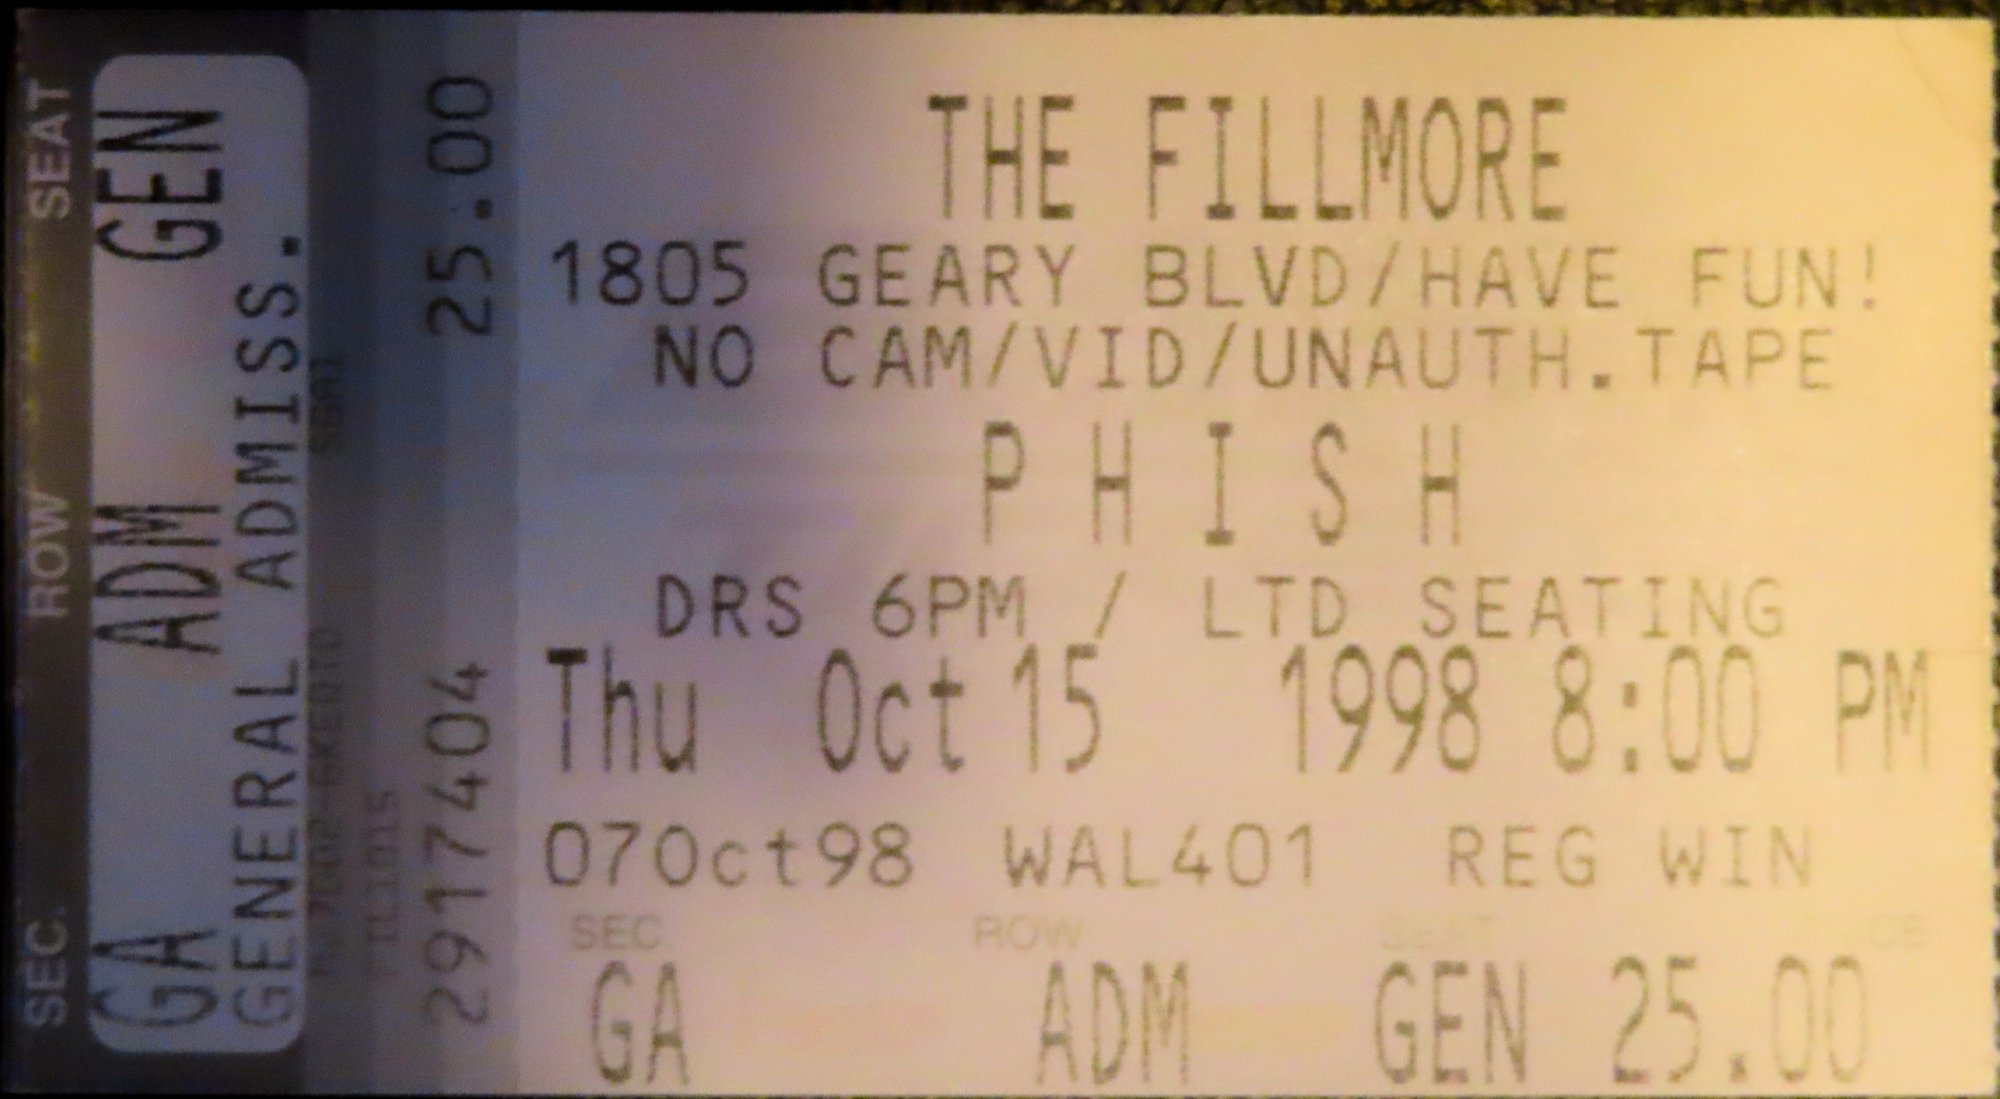 SEC. ROW SEAT
GA ADM GEN
GENERAL ADMISS.
2917404 25.00
THE FILLMORE
1805 GEARY BLVD/HAVE FUN!
NO CAM/VID/UNAUTH.TAPE
PHISH
DRS 6PM / LTD SEATING
Thu Oct 15 1998 8:00 PM
07Oct98 WAL401 REG WIN
SEC. ROW SEAT
GA ADM GEN 25.00